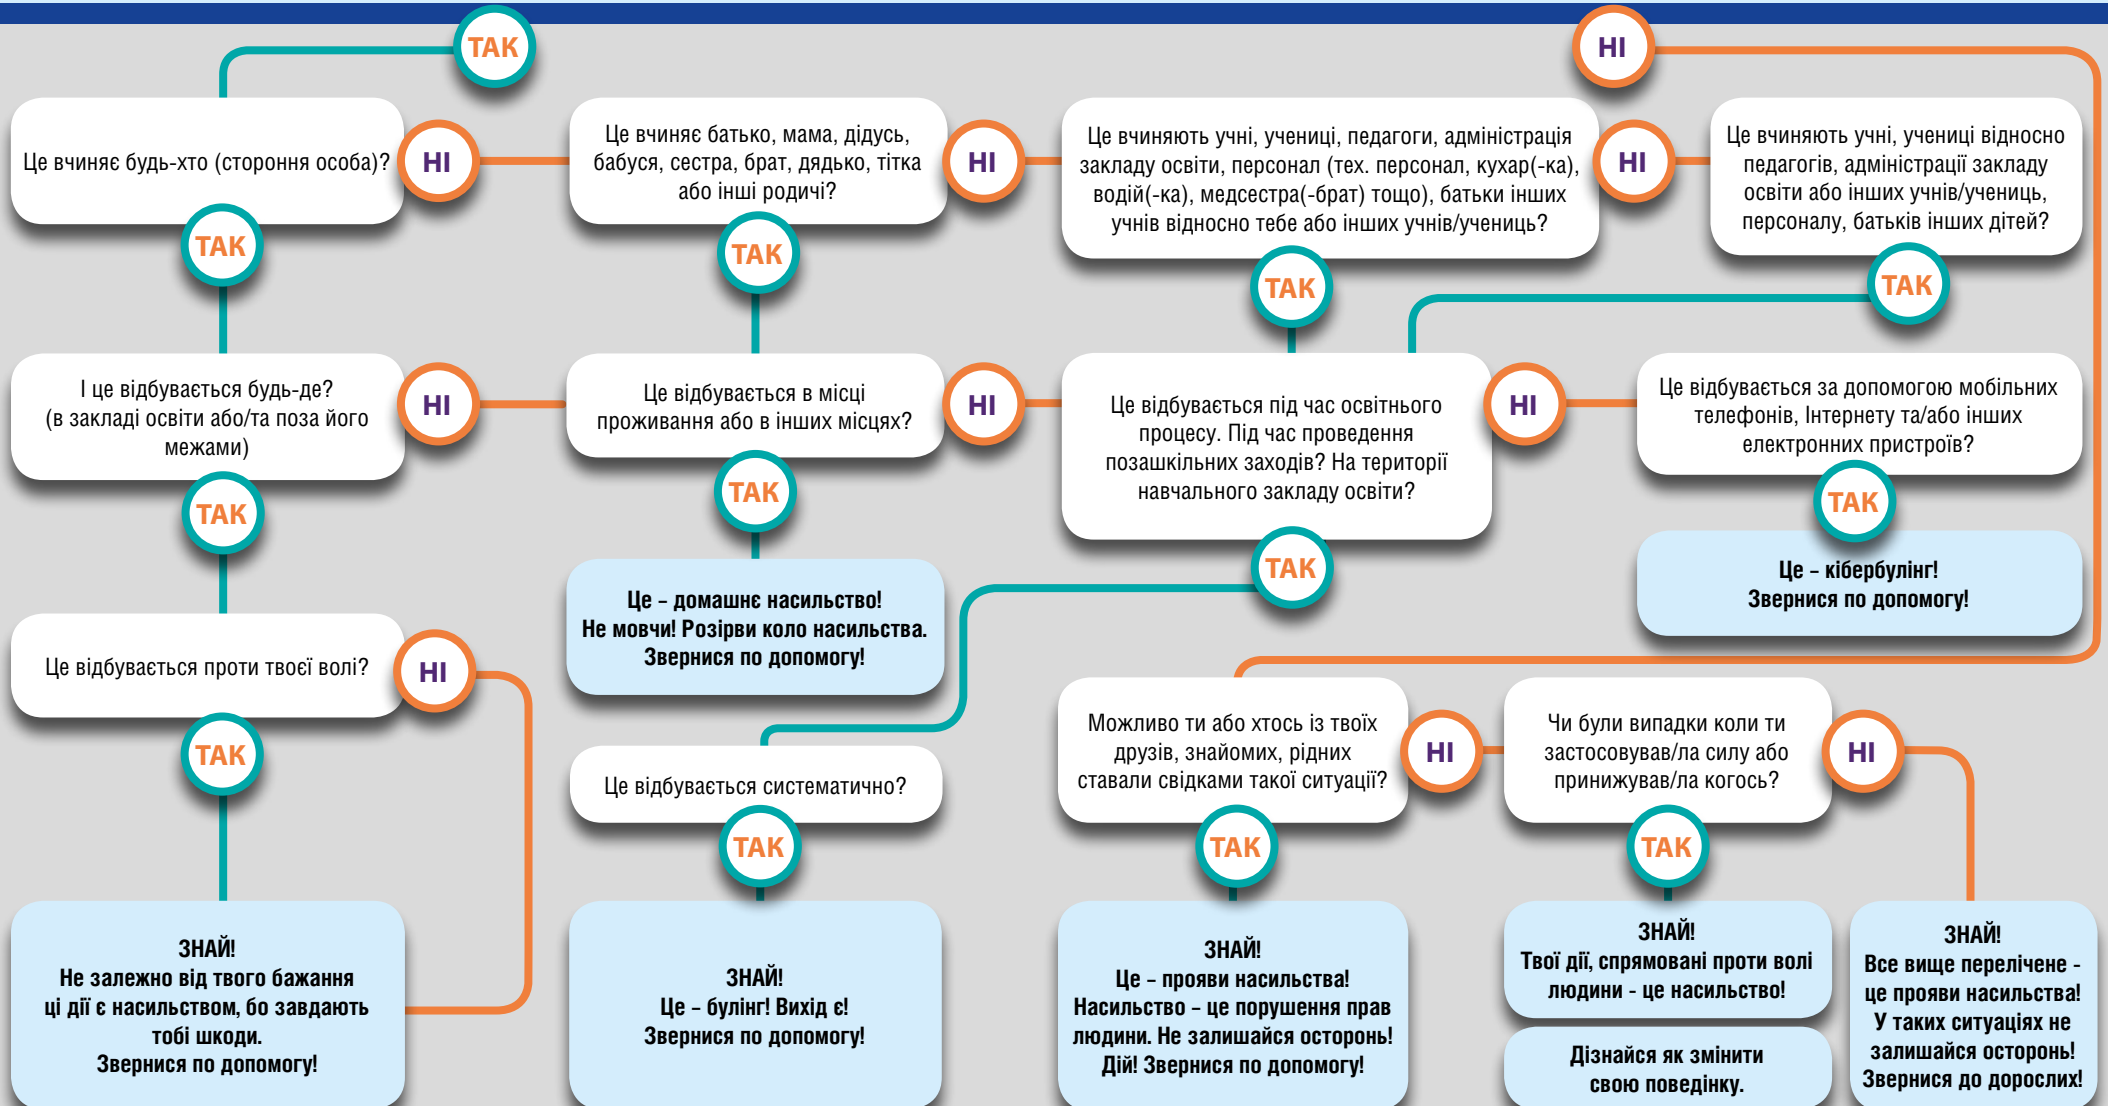 ТАК
НІ
Це вчиняє будь-хто (стороння особа)?
НІ
Це вчиняє батько, мама, дідусь,
бабуся, сестра, брат, дядько, тітка
або інші родичі?
НІ
Це вчиняють учні, учениці, педагоги, адміністрація
закладу освіти, персонал (тех. персонал, кухар(-ка),
водій(-ка), медсестра(-брат) тощо), батьки інших
учнів відносно тебе або інших учнів/учениць?
НІ
Це вчиняють учні, учениці відносно
педагогів, адміністрації закладу
освіти або інших учнів/учениць,
персоналу, батьків інших дітей?
ТАК
ТАК
ТАК
ТАК
І це відбувається будь-де?
(в закладі освіти або/та поза його
межами)
НІ
Це відбувається в місці
проживання або в інших місцях?
НІ
Це відбувається під час освітнього
процесу. Під час проведення
позашкільних заходів? На території
навчального закладу освіти?
НІ
Це відбувається за допомогою мобільних
телефонів, Інтернету та/або інших
електронних пристроїв?
ТАК
ТАК
ТАК
ТАК
Це – домашнє насильство!
Не мовчи! Розірви коло насильства.
Звернися по допомогу!
Це – кібербулінг!
Звернися по допомогу!
Це відбувається проти твоєї волі?
НІ
ТАК
Це відбувається систематично?
ТАК
Можливо ти або хтось із твоїх
друзів, знайомих, рідних
ставали свідками такої ситуації?
НІ
Чи були випадки коли ти
застосовував/ла силу або
принижував/ла когось?
НІ
ТАК
ТАК
ЗНАЙ!
Не залежно від твого бажання
ці дії є насильством, бо завдають
тобі шкоди.
Звернися по допомогу!
ЗНАЙ!
Це – булінг! Вихід є!
Звернися по допомогу!
ЗНАЙ!
Це – прояви насильства!
Насильство – це порушення прав
людини. Не залишайся осторонь!
Дій! Звернися по допомогу!
ЗНАЙ!
Твої дії, спрямовані проти волі
людини - це насильство!
Дізнайся як змінити
свою поведінку.
ЗНАЙ!
Все вище перелічене -
це прояви насильства!
У таких ситуаціях не
залишайся осторонь!
Звернися до дорослих!